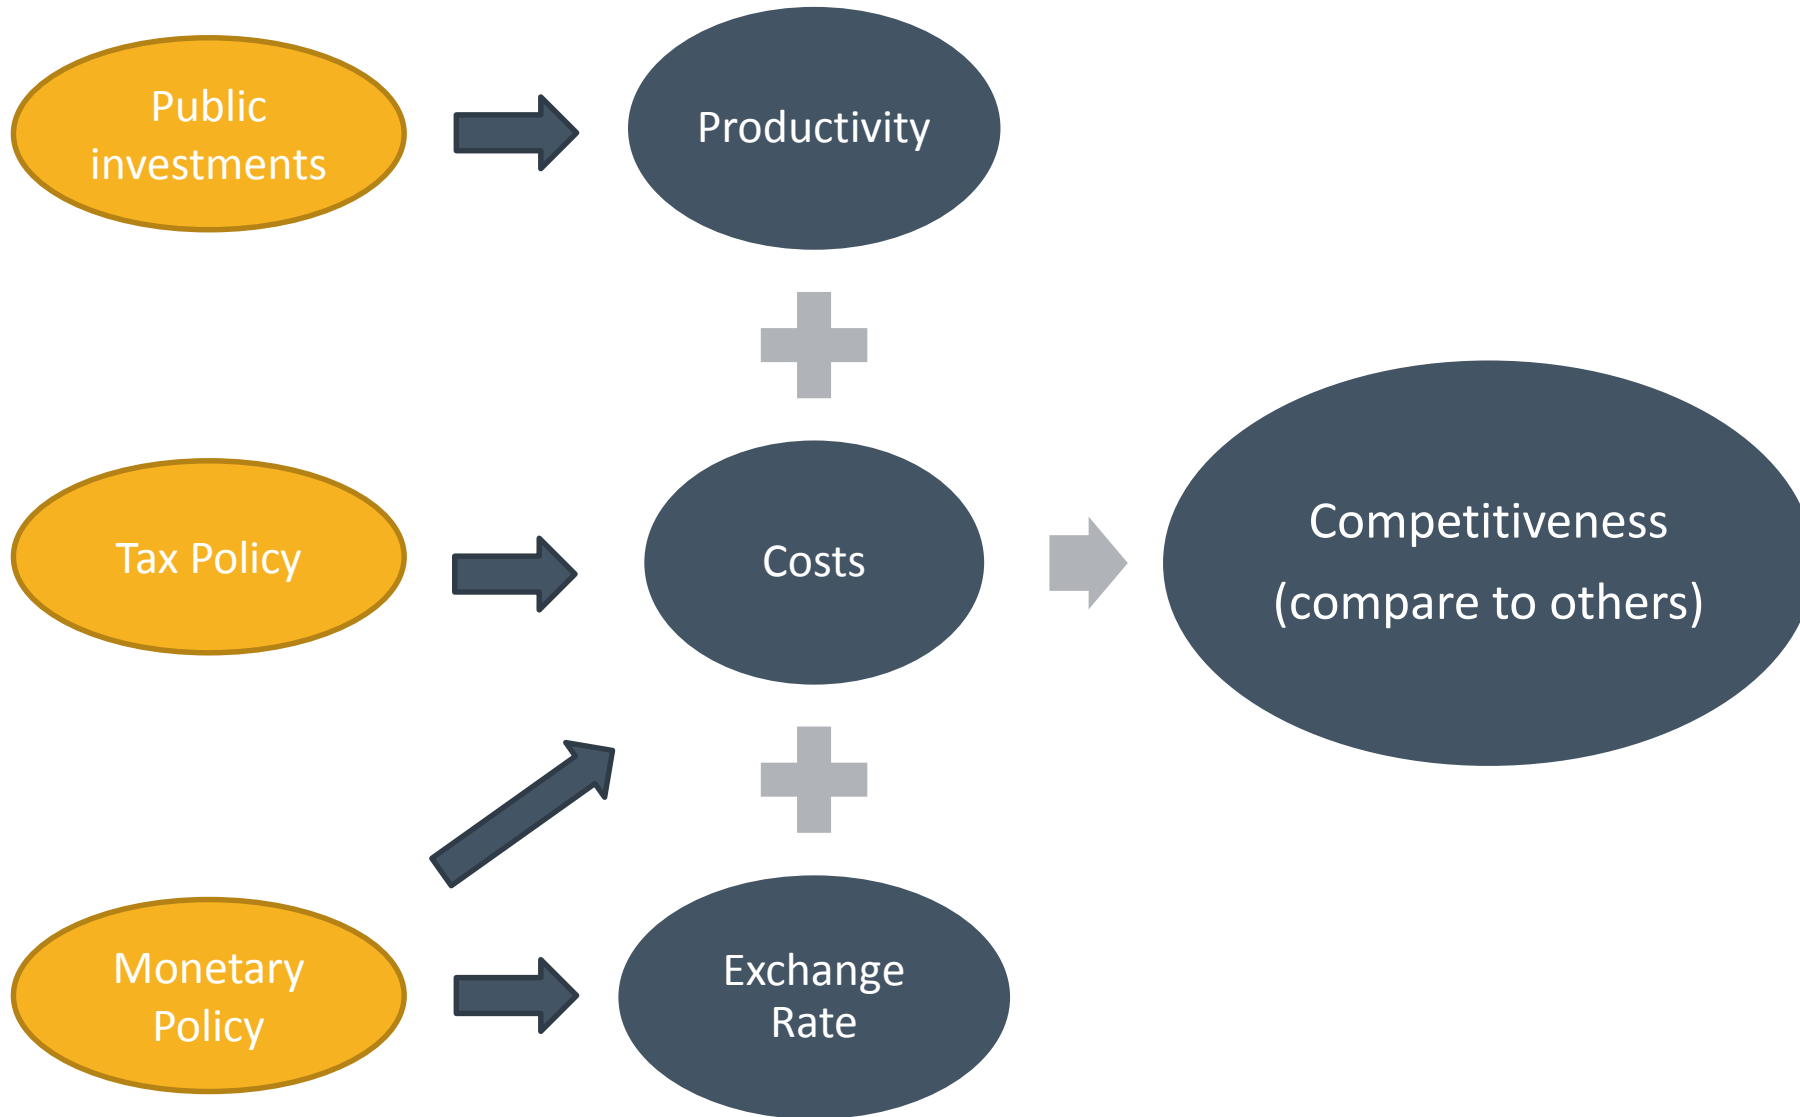 Public
investments
Productivity
Tax Policy
Costs
Competitiveness
(compare to others)
Monetary
Policy
Exchange
Rate